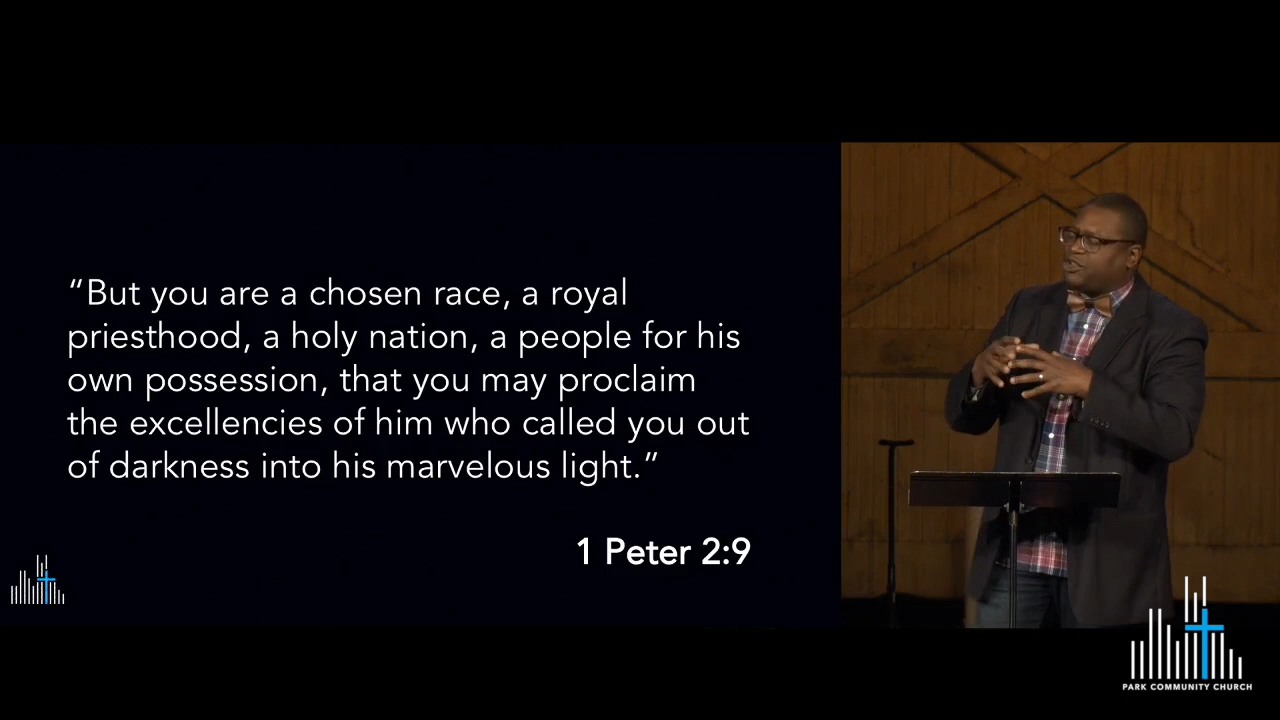 “But you are a chosen race, a royal
priesthood, a holy nation, a people for his
own possession, that you may proclaim
the excellencies of him who called you out
of darkness into his marvelous light.”
1 Peter 2:9
PARK COMMUNITY CHURCH